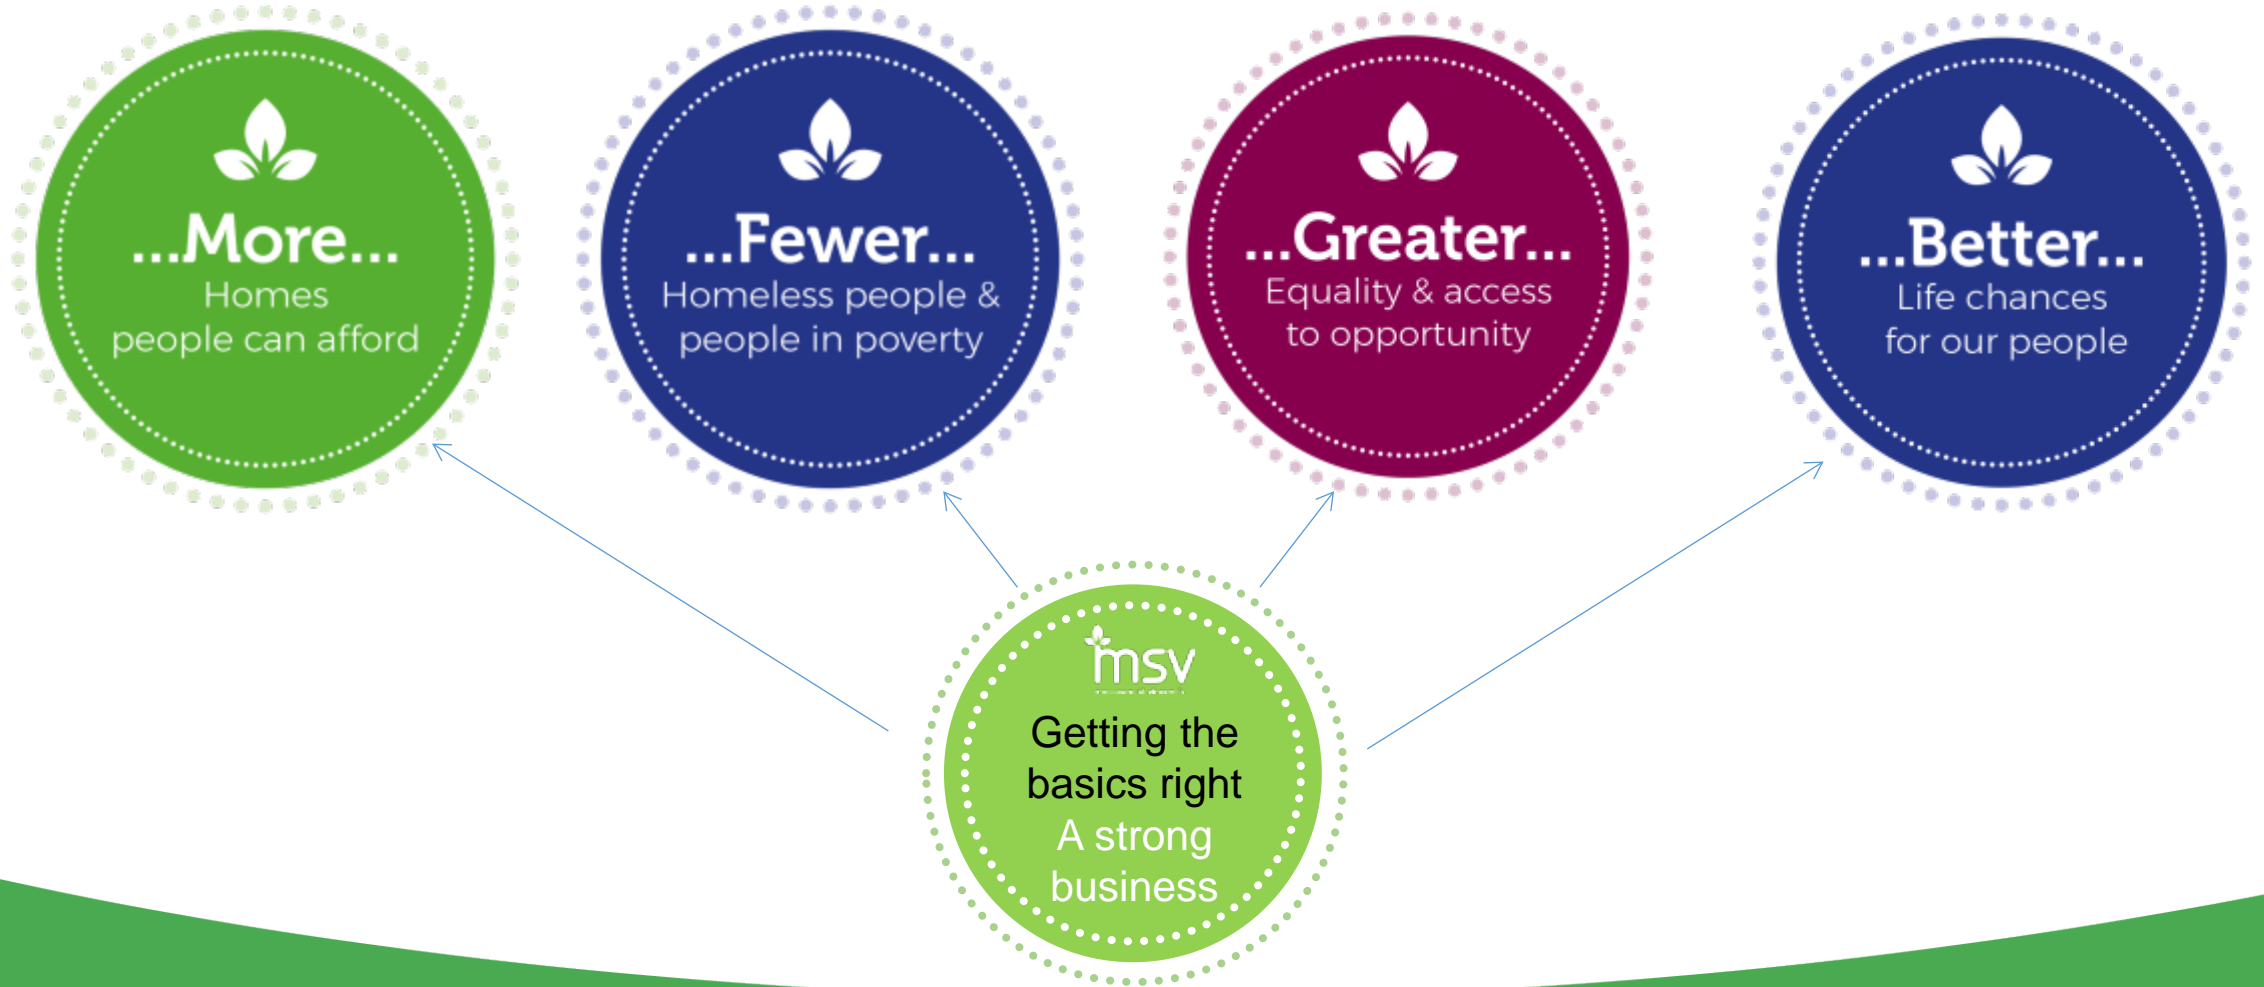 ...More...
Homes
people can afford
...Fewer...
Homeless people &
people in poverty
...Greater...
Equality & access
to opportunity
...Better...
Life chances
for our people
msv
Getting the
basics right
A strong
business